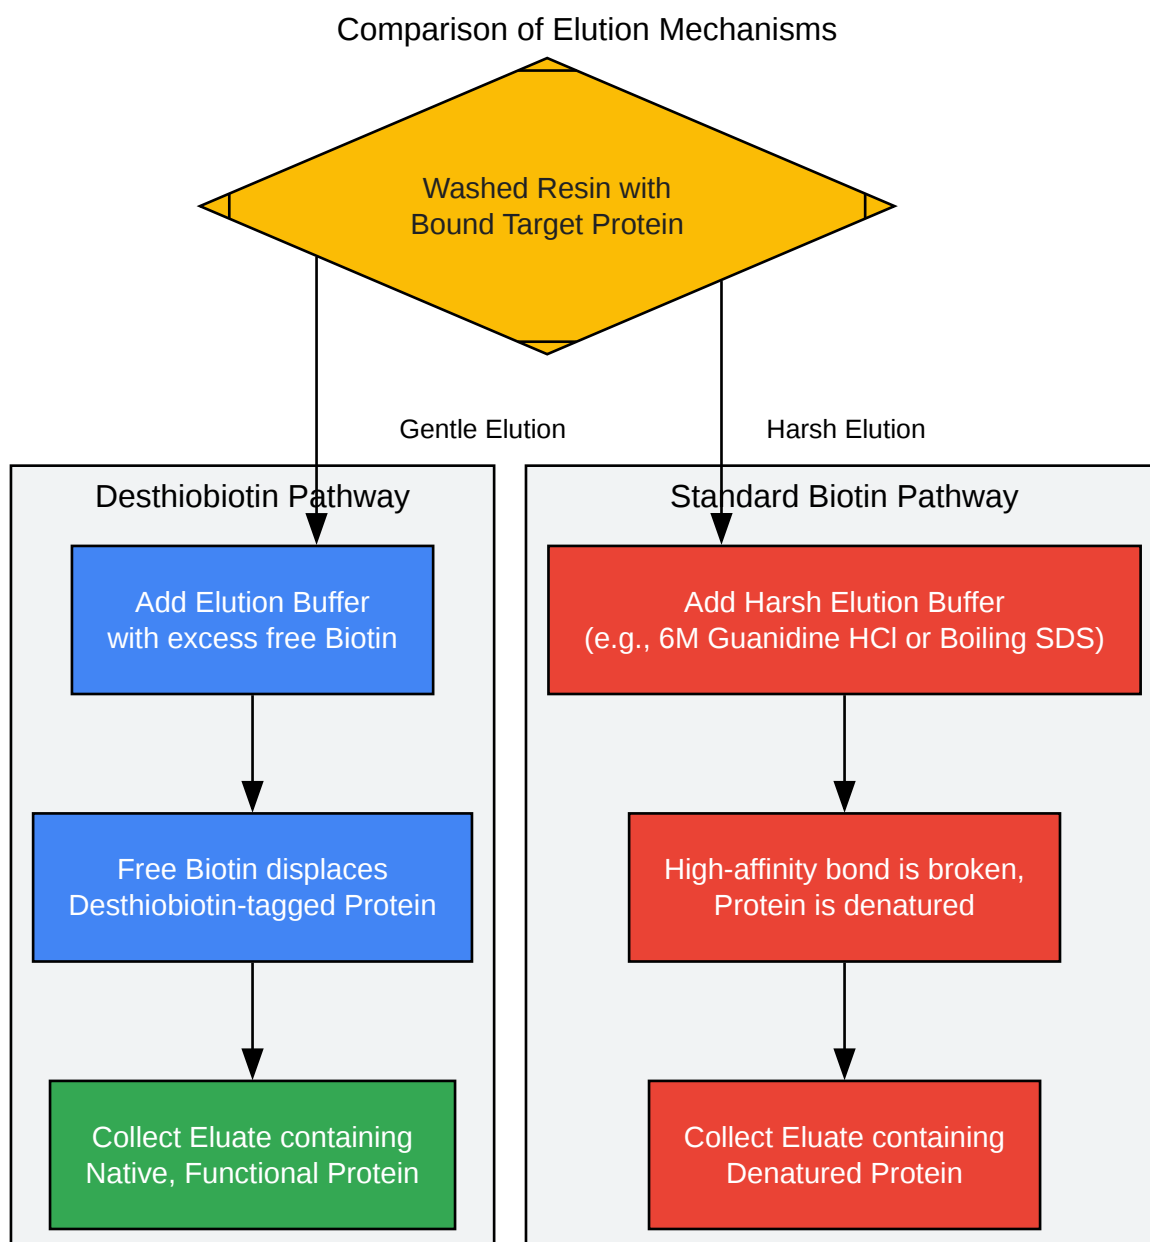 Comparison of Elution Mechanisms
Washed Resin with
Bound Target Protein
Gentle Elution
Harsh Elution
Desthiobiotin Pathway
Add Elution Buffer
with excess free Biotin
Free Biotin displaces
Desthiobiotin-tagged Protein
Collect Eluate containing
Native, Functional Protein
Standard Biotin Pathway
Add Harsh Elution Buffer
(e.g., 6M Guanidine HCl or Boiling SDS)
High-affinity bond is broken,
Protein is denatured
Collect Eluate containing
Denatured Protein